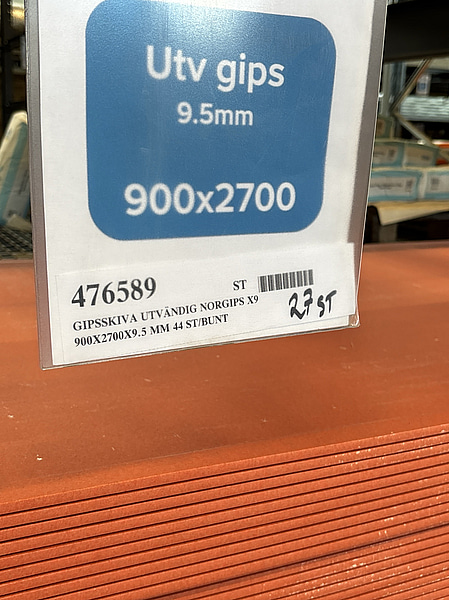 Utv gips
9.5mm
900x2700
476589 ST
GIPSSKIVA UTVÄNDIG NORGIPS X9
900X2700X9.5 MM 44 ST/BUNT
27 ST